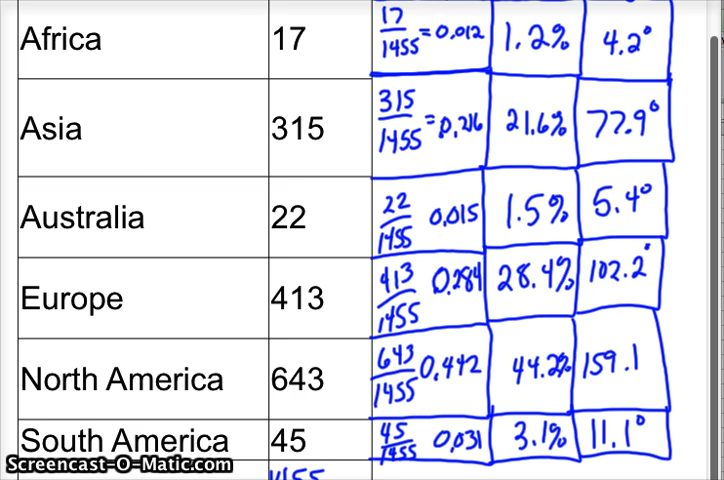 Africa 17 17/1455 = 0.012 1.2% 4.2°
Asia 315 315/1455 = 0.216 21.6% 77.9°
Australia 22 22/1455 0.015 1.5% 5.4°
Europe 413 413/1455 0.284 28.4% 102.2°
North America 643 643/1455 0.442 44.2% 159.1
South America 45 45/1455 0.031 3.1% 11.1°
1455
Screencast-O-Matic.com